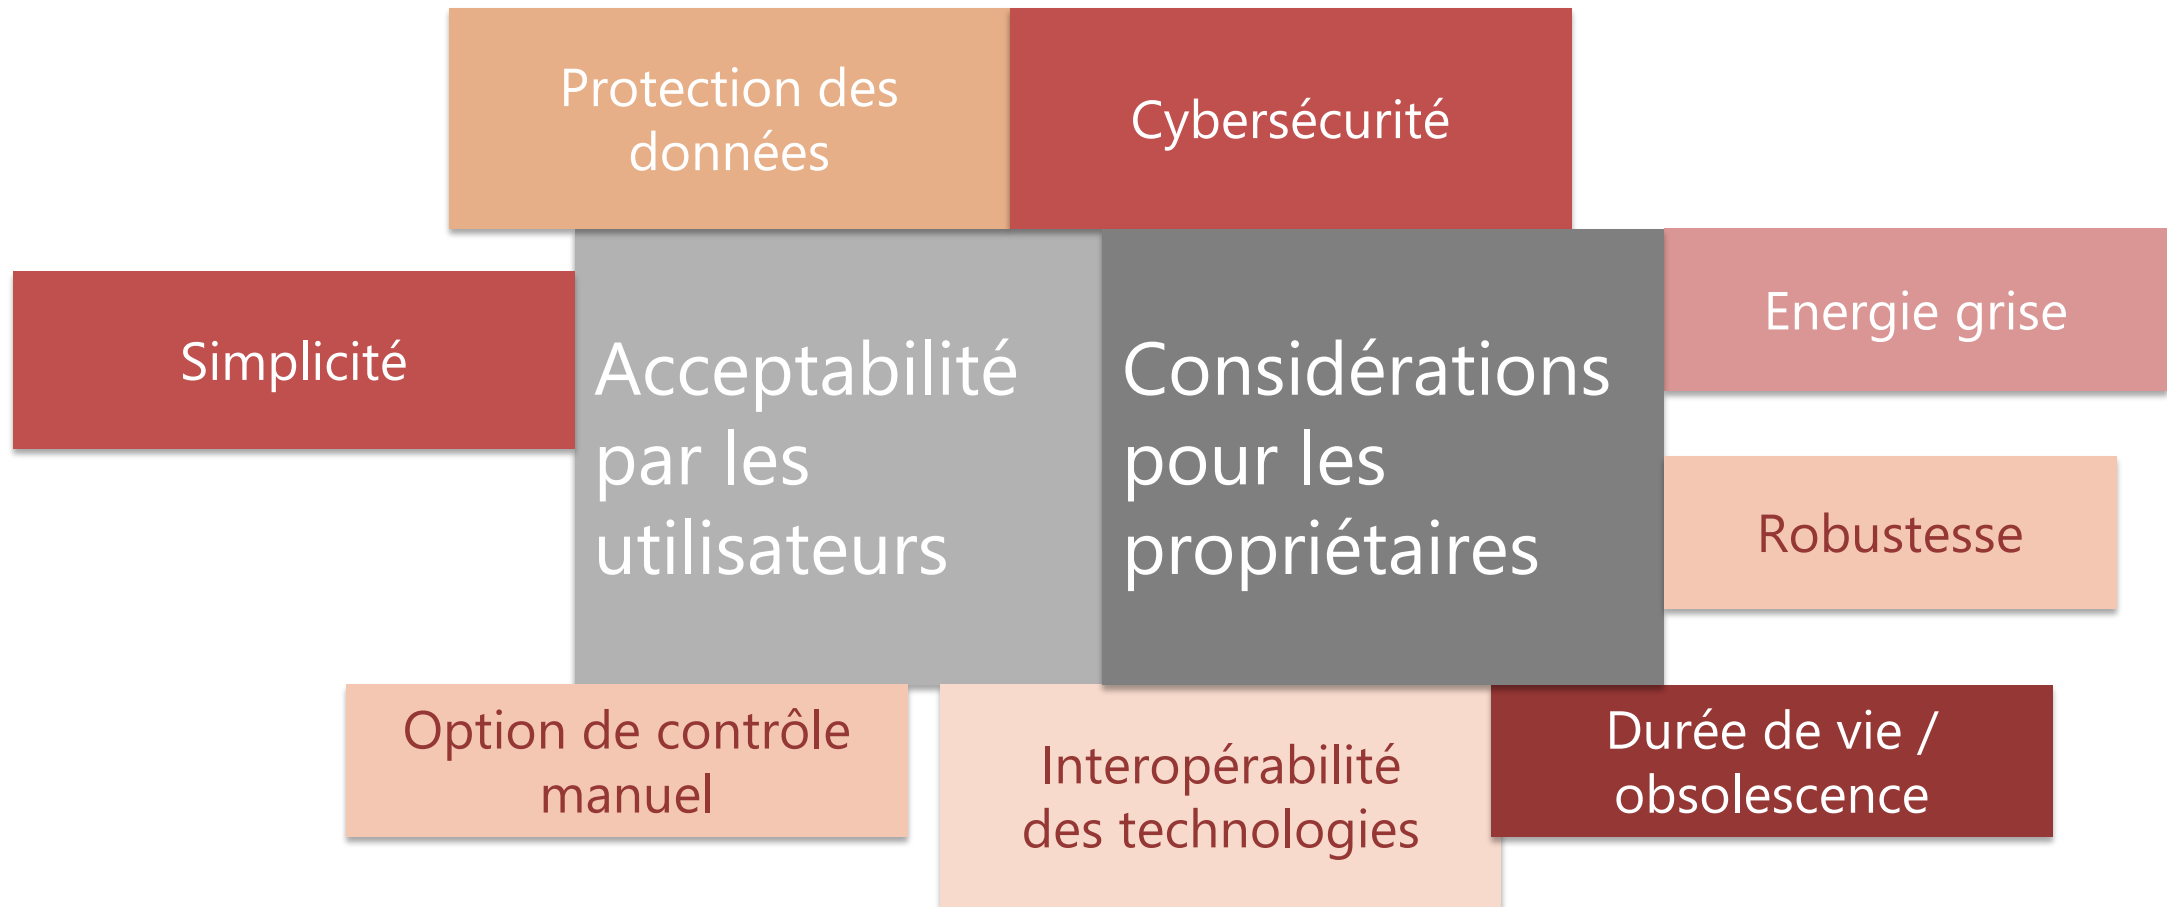 Protection des
données
Cybersécurité
Simplicité
Acceptabilité
par les
utilisateurs
Considérations
pour les
propriétaires
Energie grise
Robustesse
Option de contrôle
manuel
Interopérabilité
des technologies
Durée de vie /
obsolescence